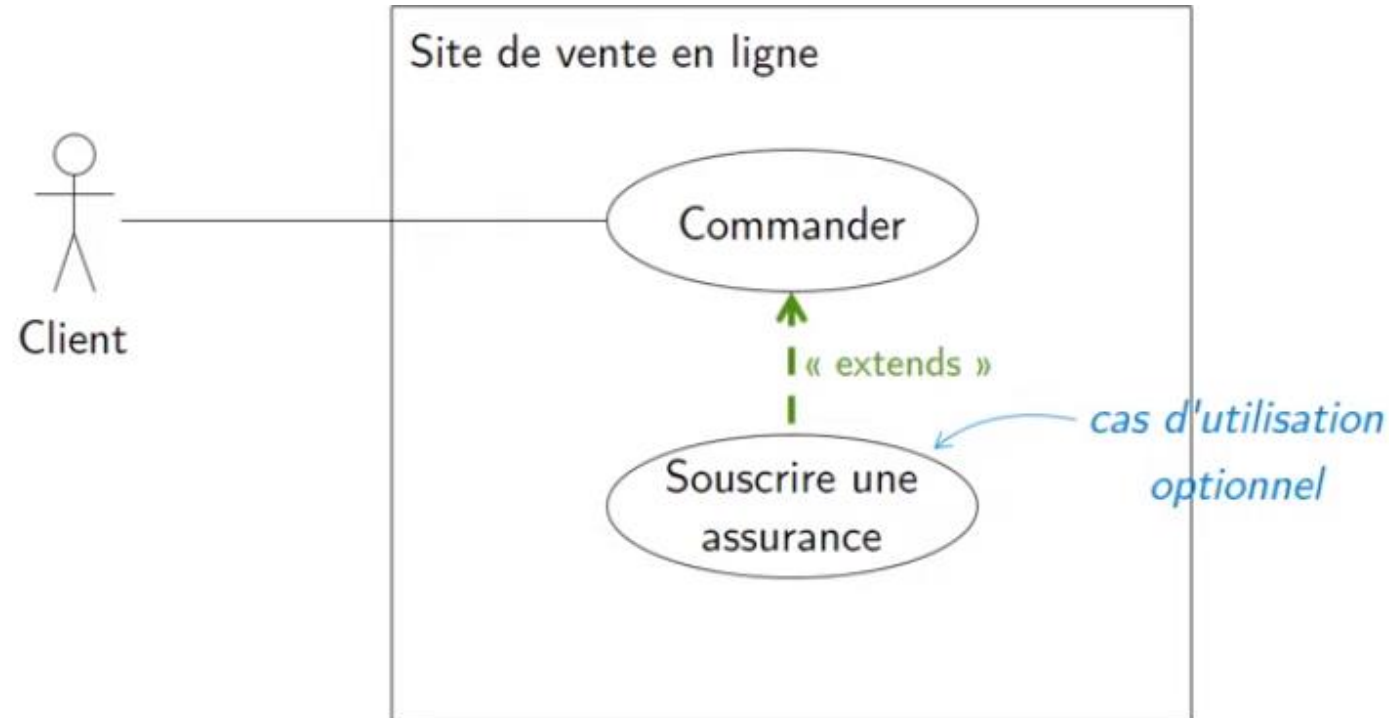 Site de vente en ligne
Commander
Client
« extends »
cas d'utilisation
optionnel
Souscrire une
assurance